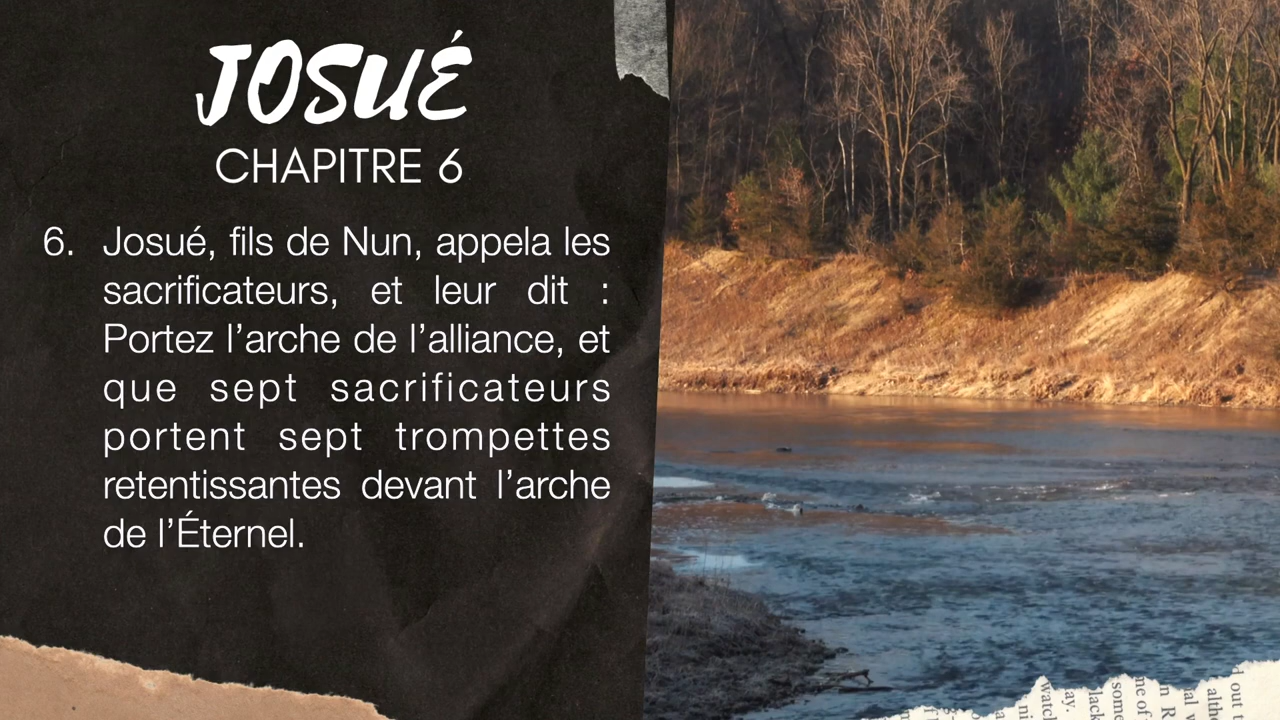 JOSUÉ
CHAPITRE 6
6. Josué, fils de Nun, appela les
sacrificateurs, et leur dit :
Portez l’arche de l’alliance, et
que sept sacrificateurs
portent sept trompettes
retentissantes devant l’arche
de l’Éternel.